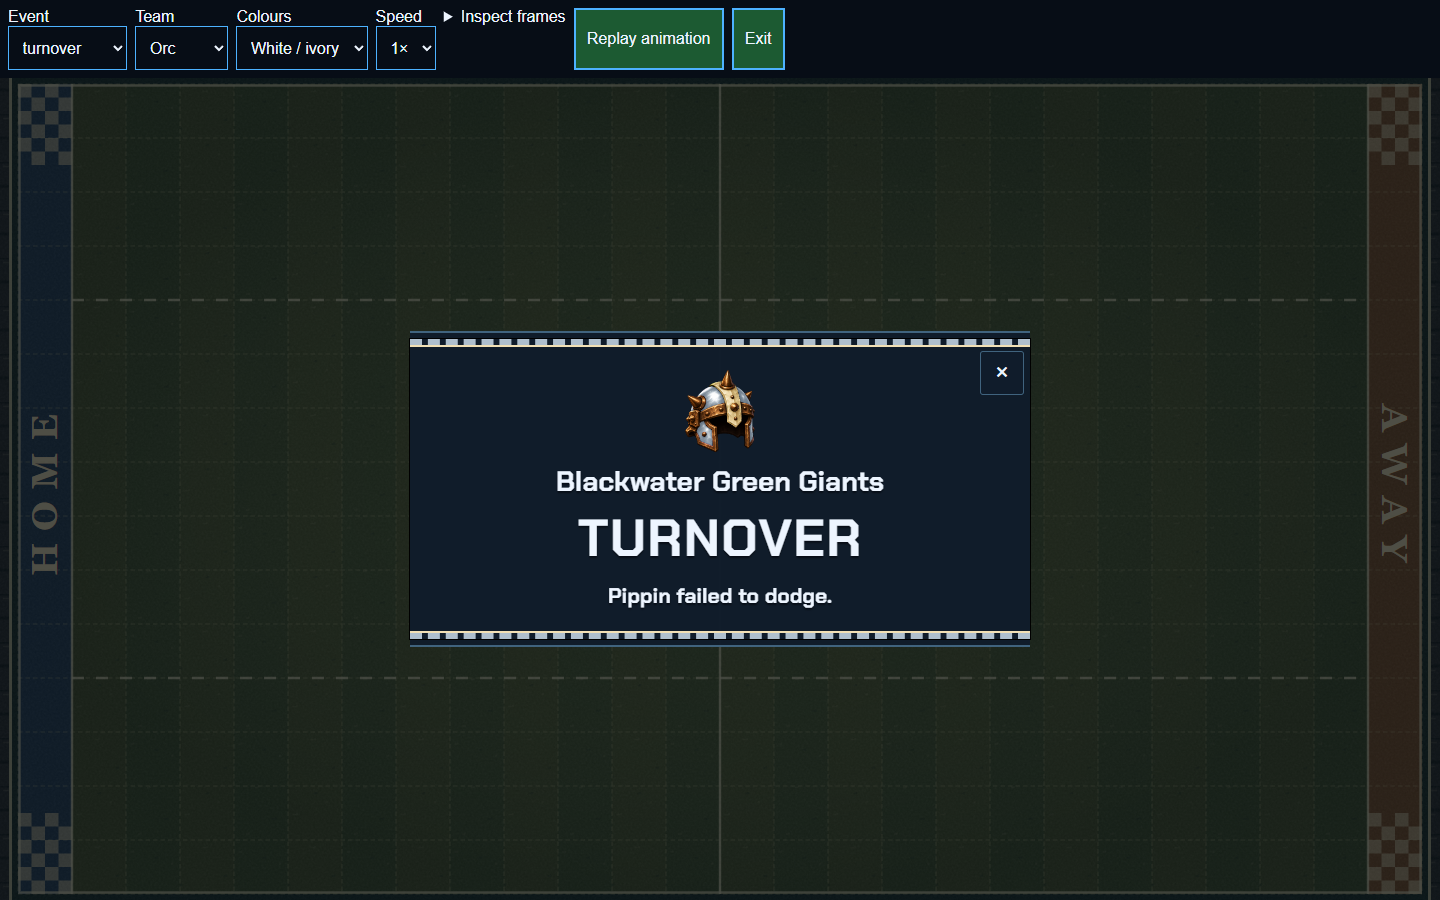 Event
Team
Colours
Speed
▶ Inspect frames
turnover
Orc
White / ivory
1×
Replay animation
Exit
HOME
AWAY
×
Blackwater Green Giants
TURNOVER
Pippin failed to dodge.